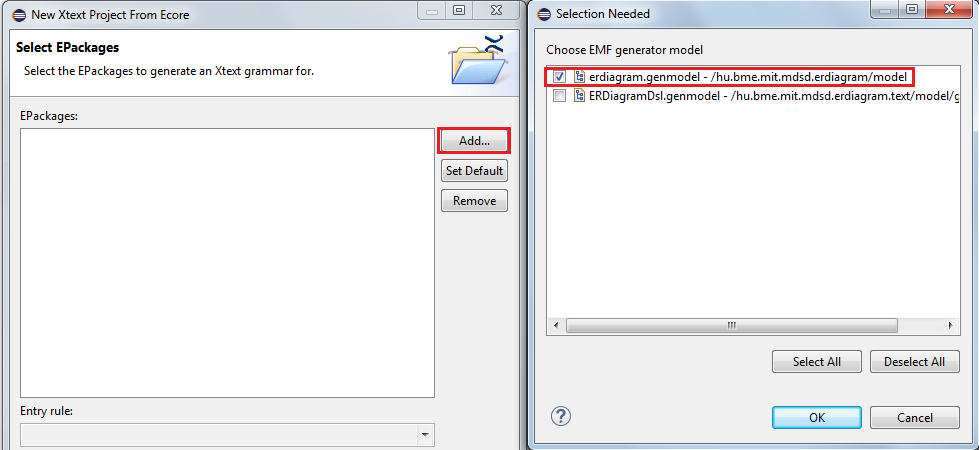 New Xtext Project From Ecore
Select EPackages
Select the EPackages to generate an Xtext grammar for.
EPackages:
Add...
Set Default
Remove
Entry rule:
Selection Needed
Choose EMF generator model
erdiagram.genmodel - /hu.bme.mit.mdsd.erdiagram/model
ERDiagramDsl.genmodel - /hu.bme.mit.mdsd.erdiagram.text/model/g
Select All
Deselect All
?
OK
Cancel